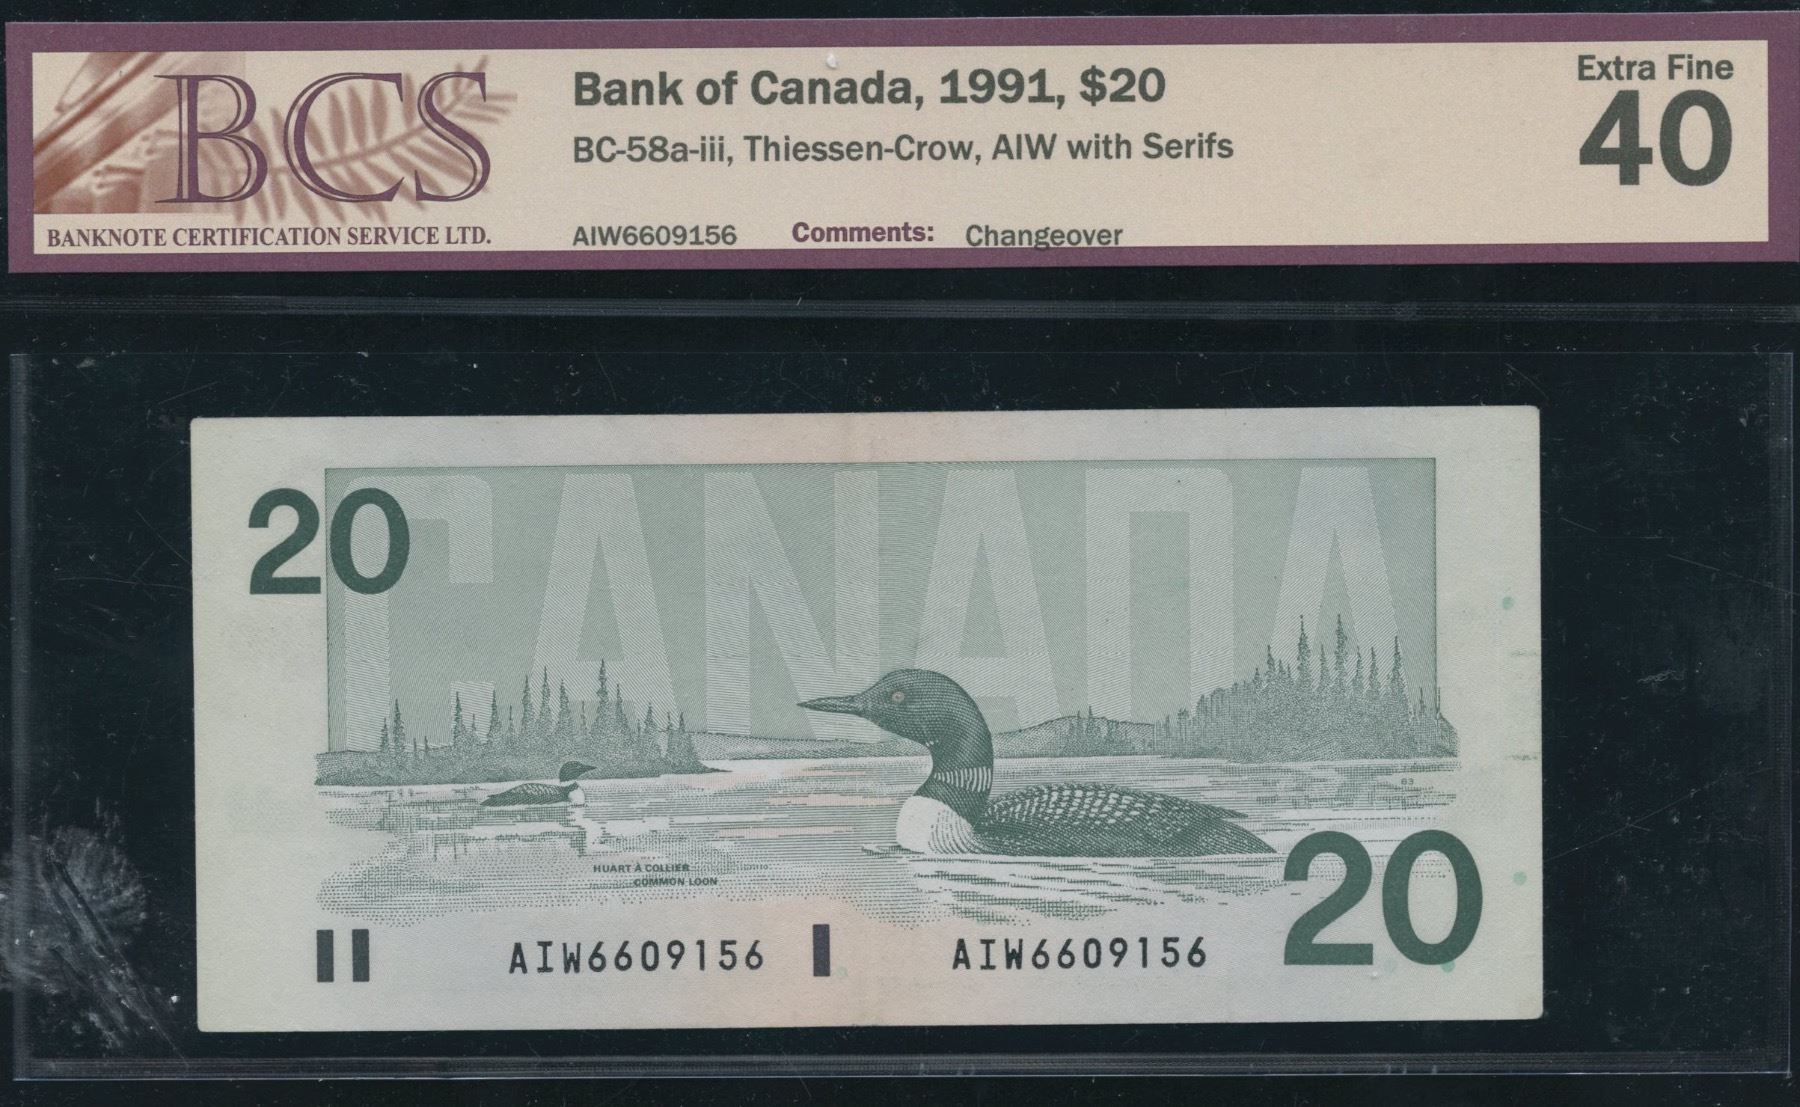 BCS
BANKNOTE CERTIFICATION SERVICE LTD.
Bank of Canada, 1991, $20
BC-58a-iii, Thiessen-Crow, AIW with Serifs
AIW6609156 Comments: Changeover
Extra Fine
40
CANADA
20
63
HUART À COLLIER
COMMON LOON
20
AIW6609156 AIW6609156